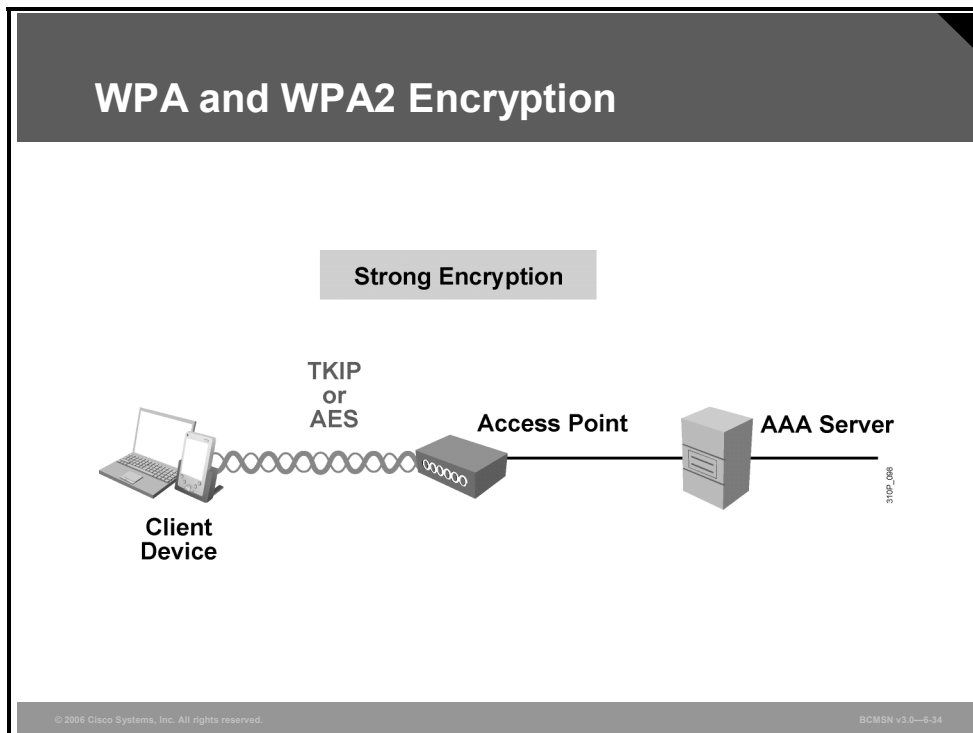 WPA and WPA2 Encryption
Strong Encryption
TKIP
or
AES
Access Point
AAA Server
Client
Device
310P_098
© 2006 Cisco Systems, Inc. All rights reserved.
BCMSN v3.0—6-34